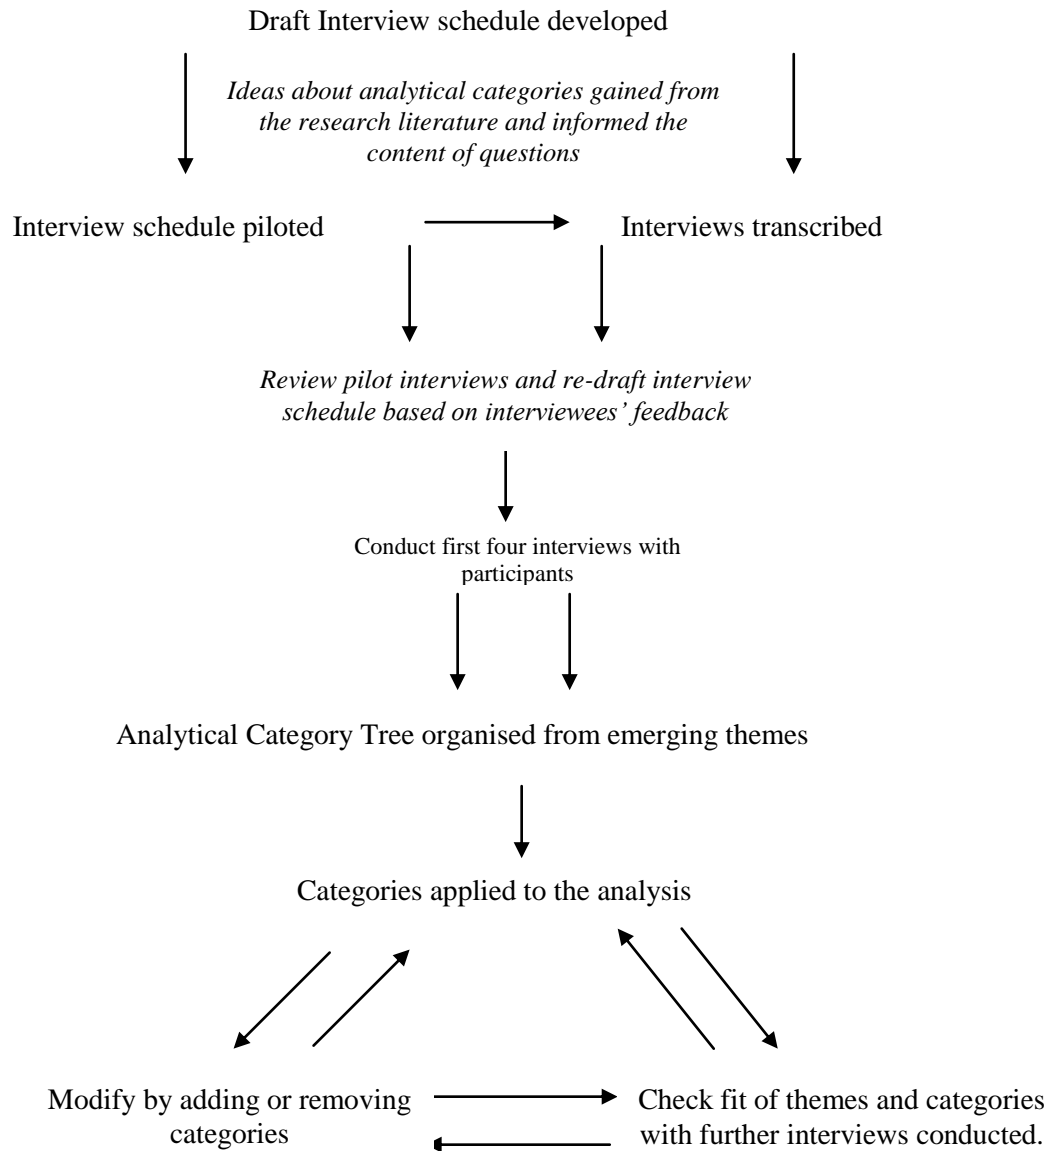 Draft Interview schedule developed
Ideas about analytical categories gained from
the research literature and informed the
content of questions
Interview schedule piloted
Interviews transcribed
Review pilot interviews and re-draft interview
schedule based on interviewees’ feedback
Conduct first four interviews with
participants
Analytical Category Tree organised from emerging themes
Categories applied to the analysis
Modify by adding or removing
categories
Check fit of themes and categories
with further interviews conducted.